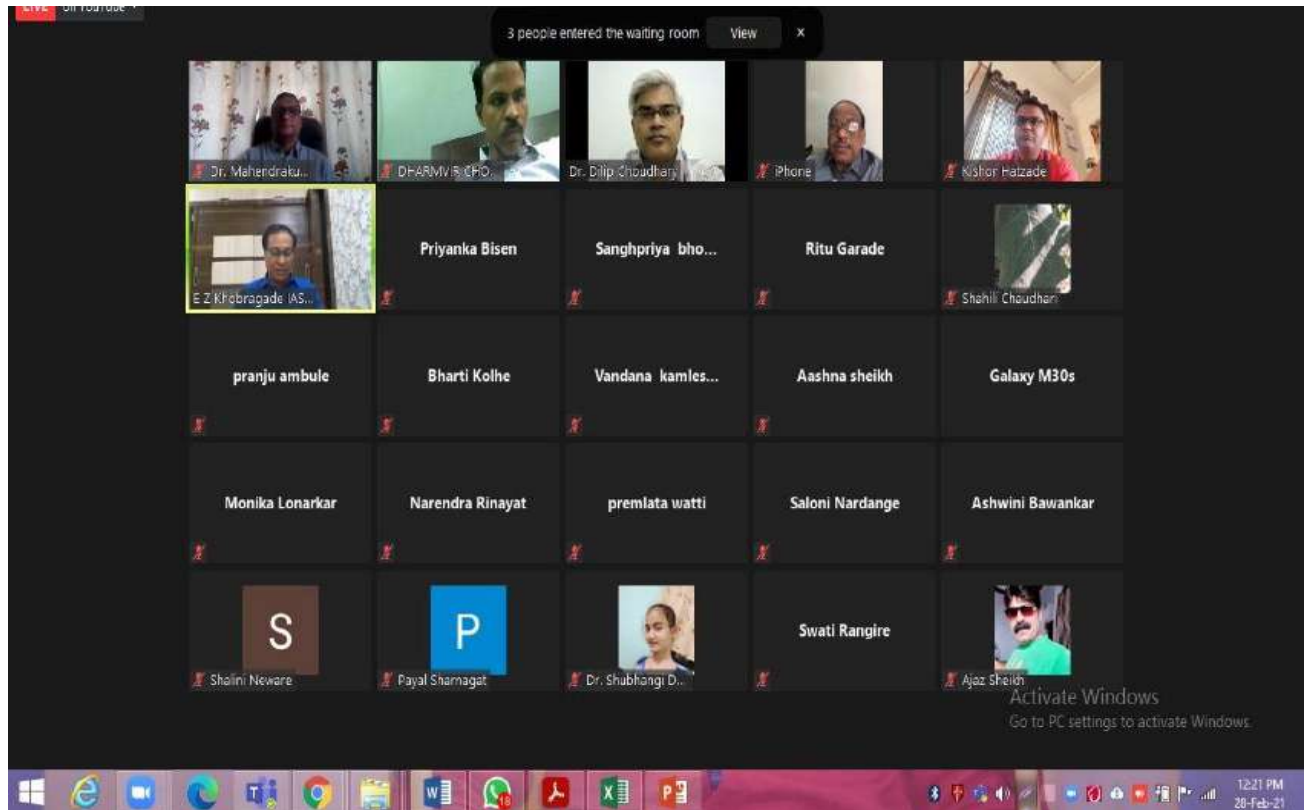 LIVE on YouTube
3 people entered the waiting room View x
Dr. Mahendraku...
DHARMVIR CHO...
Dr. Dilip Choudhary
iPhone
Kishor Hatzade
E Z Khobragade IAS...
Priyanka Bisen
Sanghpriya bho...
Ritu Garade
Shahili Chaudhari
pranju ambule
Bharti Kolhe
Vandana kamles...
Aashna sheikh
Galaxy M30s
Monika Lonarkar
Narendra Rinayat
premlata watti
Saloni Nardange
Ashwini Bawankar
S
Shalini Neware
P
Payal Sharnagat
Dr. Shubhangi D...
Swati Rangire
Ajaz Sheikh
Activate Windows
Go to PC settings to activate Windows.
12:21 PM
28-Feb-21